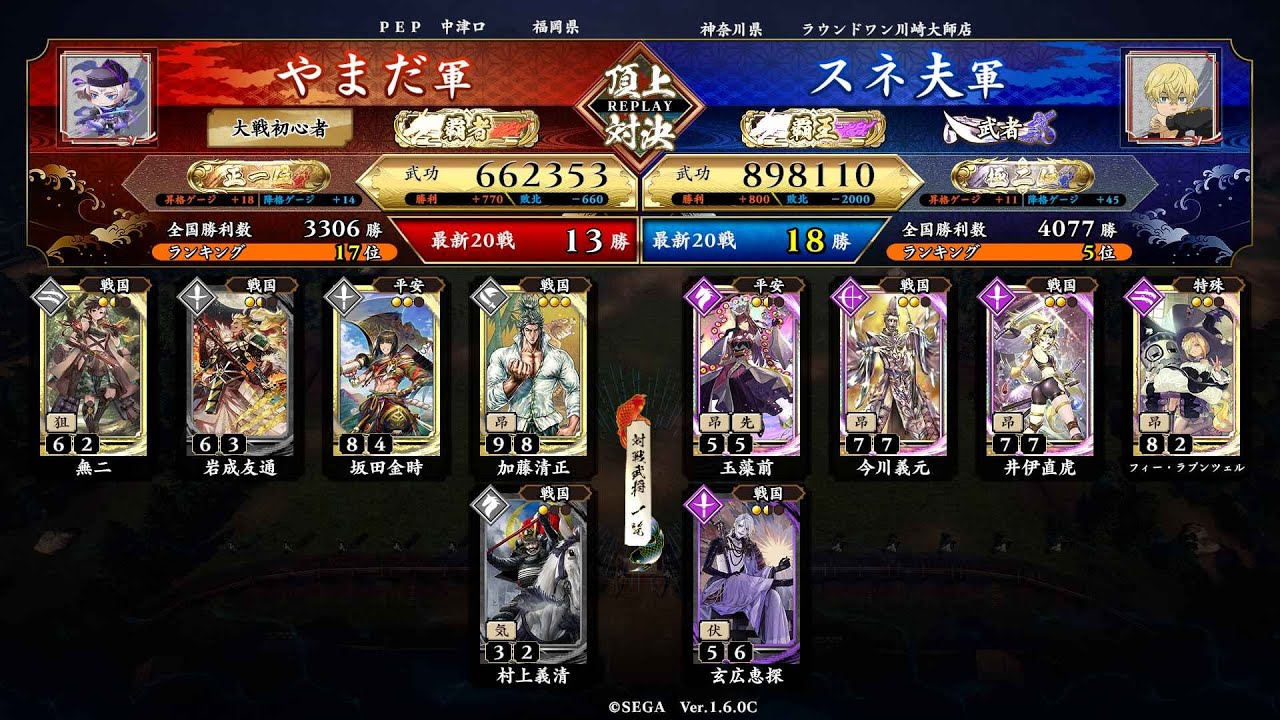 PEP 中津口 福岡県
神奈川県 ラウンドワン川崎大師店
やまだ軍
頂上
REPLAY
対決
スネ夫軍
大戦初心者
覇者
覇王
武者
正一位
武功 662353
勝利 +770 敗北 -660
武功 898110
勝利 +800 敗北 -2000
昇格ゲージ +18 降格ゲージ +14
昇格ゲージ +11 降格ゲージ +45
全国勝利数 3306勝
ランキング 17位
最新20戦 13勝
最新20戦 18勝
全国勝利数 4077勝
ランキング 5位
戦国
狙
6 2
無二
戦国
6 3
岩成友通
平安
8 4
坂田金時
戦国
昂
9 8
加藤清正
平安
昂 先
5 5
玉藻前
戦国
昂
7 7
今川義元
戦国
昂
7 7
井伊直虎
特殊
昂
8 2
フィー・ラプンツェル
対戦武将一覧
戦国
気
3 2
村上義清
戦国
伏
5 6
玄広恵探
©SEGA Ver.1.6.0C